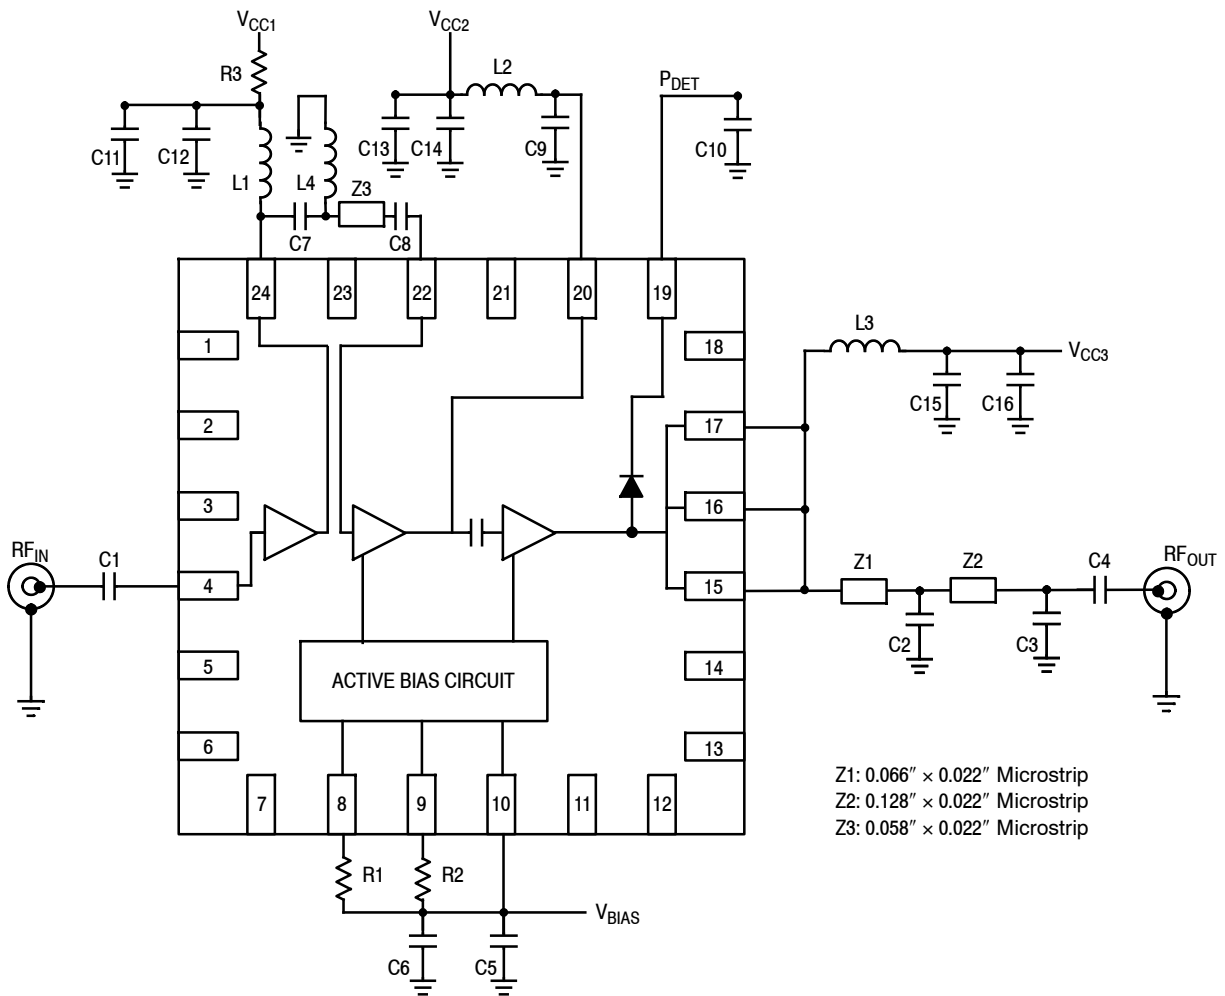 VCC1
VCC2
R3
L2
PDET
C11
C12
L1
L4
Z3
C13
C14
C9
C10
C7
C8
24
23
22
21
20
19
1
2
3
4
5
6
18
17
16
15
14
13
L3
VCC3
C15
C16
RFIN
C1
Z1
Z2
C4
RFOUT
C2
C3
ACTIVE BIAS CIRCUIT
7
8
9
10
11
12
Z1: 0.066″ × 0.022″ Microstrip
Z2: 0.128″ × 0.022″ Microstrip
Z3: 0.058″ × 0.022″ Microstrip
R1
R2
VBIAS
C6
C5